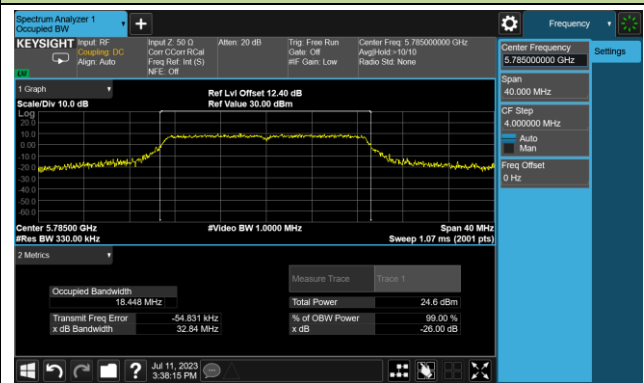 Spectrum Analyzer 1
Occupied BW
Frequency
KEYSIGHT
Input: RF
Coupling: DC
Align: Auto
Input Z: 50 Ω
Corr CCorr RCal
Freq Ref: Int (S)
NFE: Off
Atten: 20 dB
Trig: Free Run
Gate: Off
#IF Gain: Low
Center Freq: 5.785000000 GHz
Avg|Hold:>10/10
Radio Std: None
Center Frequency
5.785000000 GHz
Settings
Span
40.000 MHz
CF Step
4.000000 MHz
Auto
Man
Freq Offset
0 Hz
1 Graph
Scale/Div 10.0 dB
Ref Lvl Offset 12.40 dB
Ref Value 30.00 dBm
Log
20.0
10.0
0.00
-10.0
-20.0
-30.0
-40.0
-50.0
-60.0
Center 5.78500 GHz
#Video BW 1.0000 MHz
Span 40 MHz
#Res BW 330.00 kHz
Sweep 1.07 ms (2001 pts)
2 Metrics
Measure Trace
Trace 1
Occupied Bandwidth
18.448 MHz
Total Power
24.6 dBm
Transmit Freq Error
-54.831 kHz
% of OBW Power
99.00 %
x dB Bandwidth
32.84 MHz
x dB
-26.00 dB
?
Jul 11, 2023
3:38:15 PM